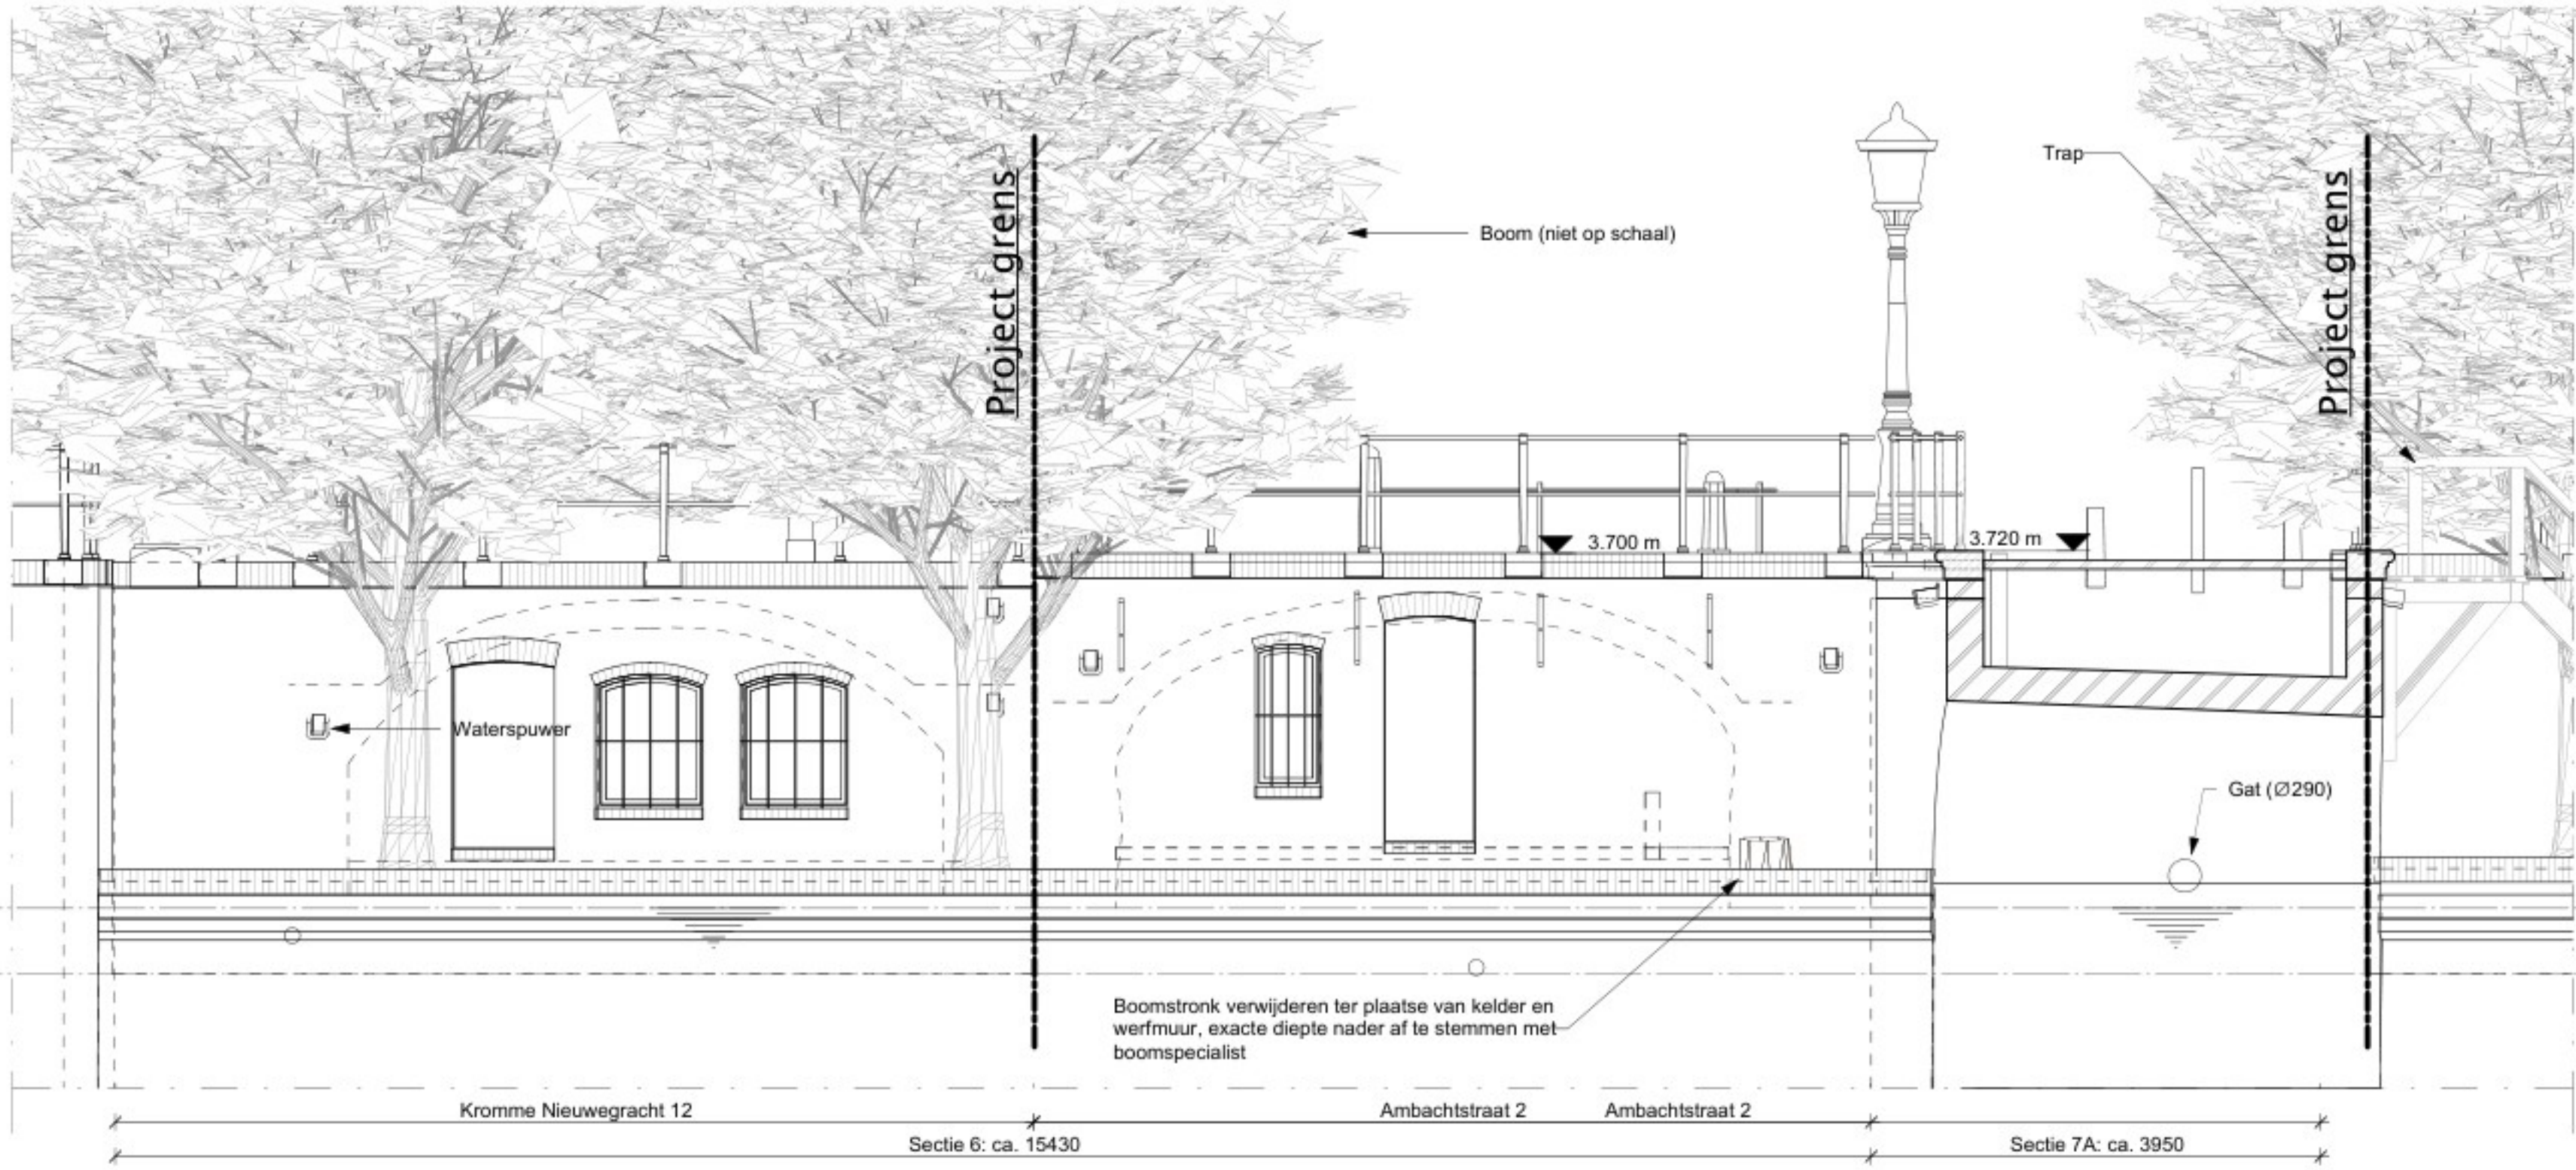 Trap
Project grens
Project grens
Boom (niet op schaal)
3.700 m
3.720 m
Waterspuwer
Gat (Ø290)
Boomstronk verwijderen ter plaatse van kelder en
werfmuur, exacte diepte nader af te stemmen met
boomspecialist
Kromme Nieuwegracht 12
Ambachtstraat 2
Ambachtstraat 2
Sectie 6: ca. 15430
Sectie 7A: ca. 3950